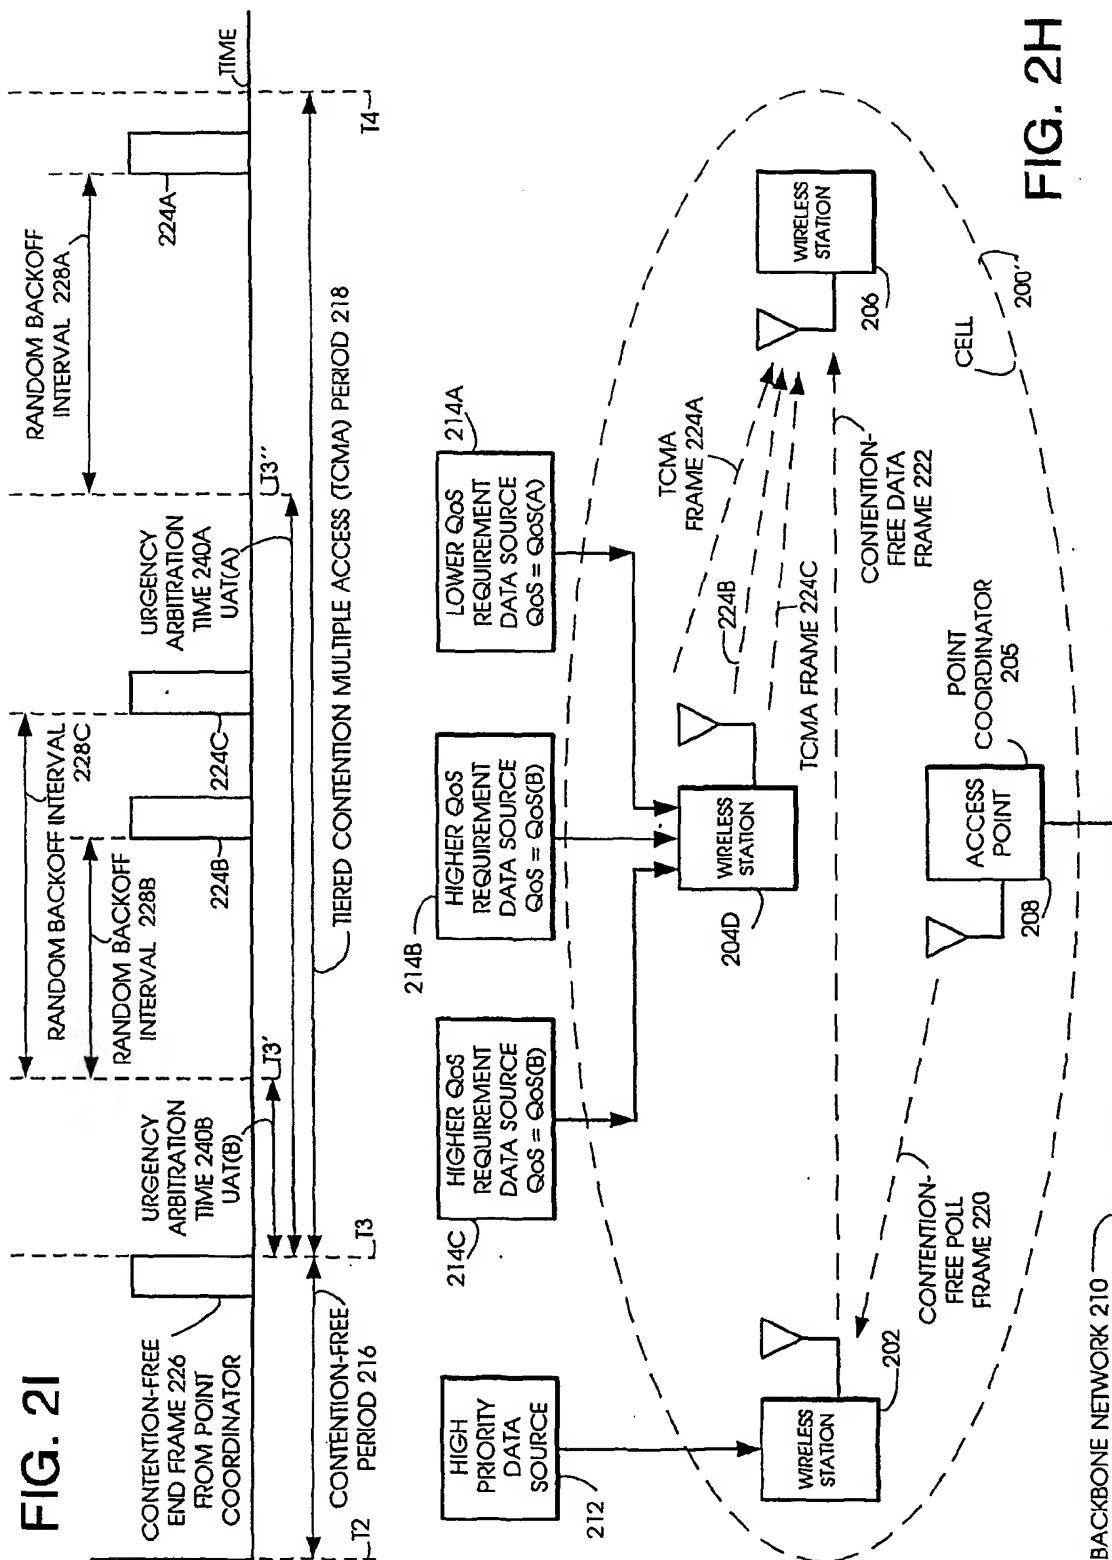 FIG. 2I
CONTENTION-FREE
END FRAME 226
FROM POINT
COORDINATOR
T2
CONTENTION-FREE
PERIOD 216
T3
URGENCY
ARBITRATION
TIME 240B
UAT(B)
T3'
RANDOM BACKOFF INTERVAL
228C
RANDOM BACKOFF
INTERVAL 228B
224B
224C
URGENCY
ARBITRATION
TIME 240A
UAT(A)
T3''
RANDOM BACKOFF
INTERVAL 228A
224A
TIME
T4
TIERED CONTENTION MULTIPLE ACCESS (TCMA) PERIOD 218
HIGH
PRIORITY
DATA
SOURCE
212
HIGHER QoS
REQUIREMENT
DATA SOURCE
QoS = QoS(B)
214C
HIGHER QoS
REQUIREMENT
DATA SOURCE
QoS = QoS(B)
214B
LOWER QoS
REQUIREMENT
DATA SOURCE
QoS = QoS(A)
214A
WIRELESS
STATION
202
WIRELESS
STATION
204D
WIRELESS
STATION
206
TCMA
FRAME 224A
224B
TCMA FRAME 224C
CONTENTION-
FREE DATA
FRAME 222
CONTENTION-
FREE POLL
FRAME 220
ACCESS
POINT
208
POINT
COORDINATOR
205
CELL
200''
BACKBONE NETWORK 210
FIG. 2H